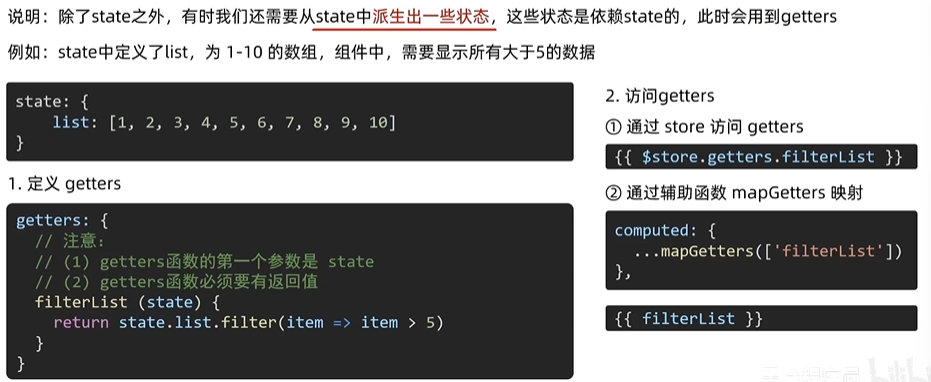 说明：除了state之外，有时我们还需要从state中派生出一些状态，这些状态是依赖state的，此时会用到getters
例如：state中定义了list，为 1-10 的数组，组件中，需要显示所有大于5的数据
state: {
    list: [1, 2, 3, 4, 5, 6, 7, 8, 9, 10]
}
1. 定义 getters
getters: {
  // 注意：
  // (1) getters函数的第一个参数是 state
  // (2) getters函数必须要有返回值
  filterList (state) {
    return state.list.filter(item => item > 5)
  }
}
2. 访问getters
① 通过 store 访问 getters
{{ $store.getters.filterList }}
② 通过辅助函数 mapGetters 映射
computed: {
  ...mapGetters(['filterList'])
},
{{ filterList }}